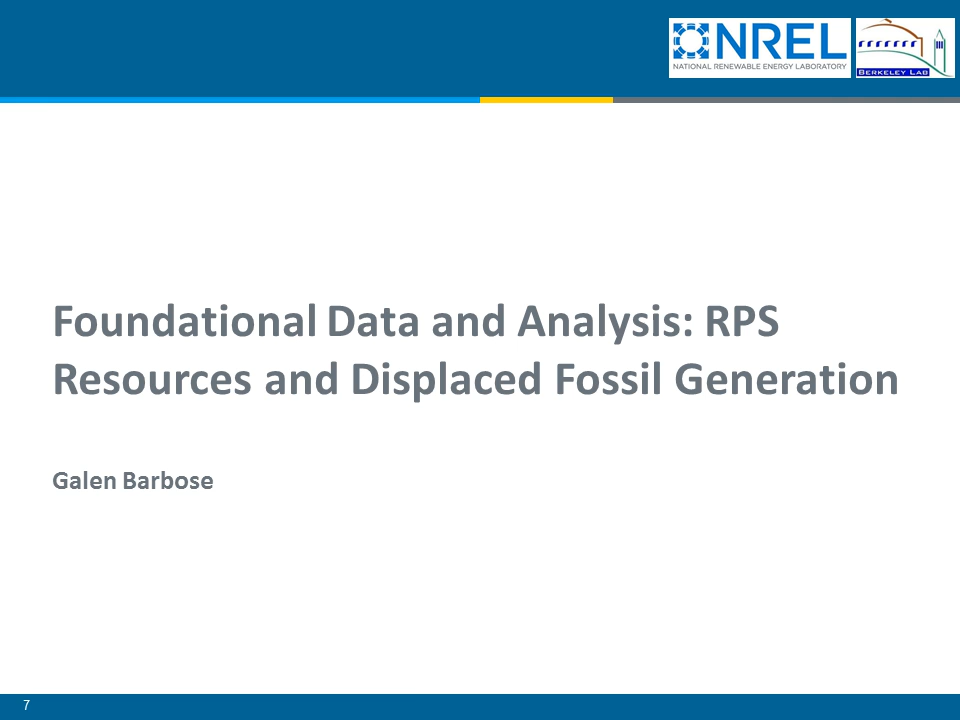 NREL
NATIONAL RENEWABLE ENERGY LABORATORY
BERKELEY LAB
Foundational Data and Analysis: RPS
Resources and Displaced Fossil Generation
Galen Barbose
7